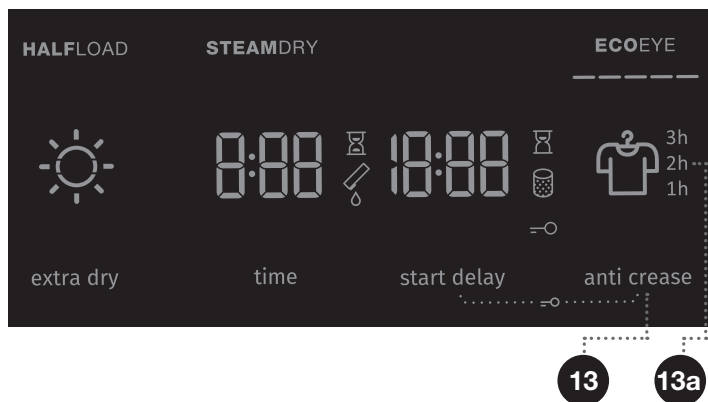 HALFLOAD STEAMDRY ECOEYE
8:88 18:88 3h
2h
1h
extra dry time start delay anti crease
13 13a